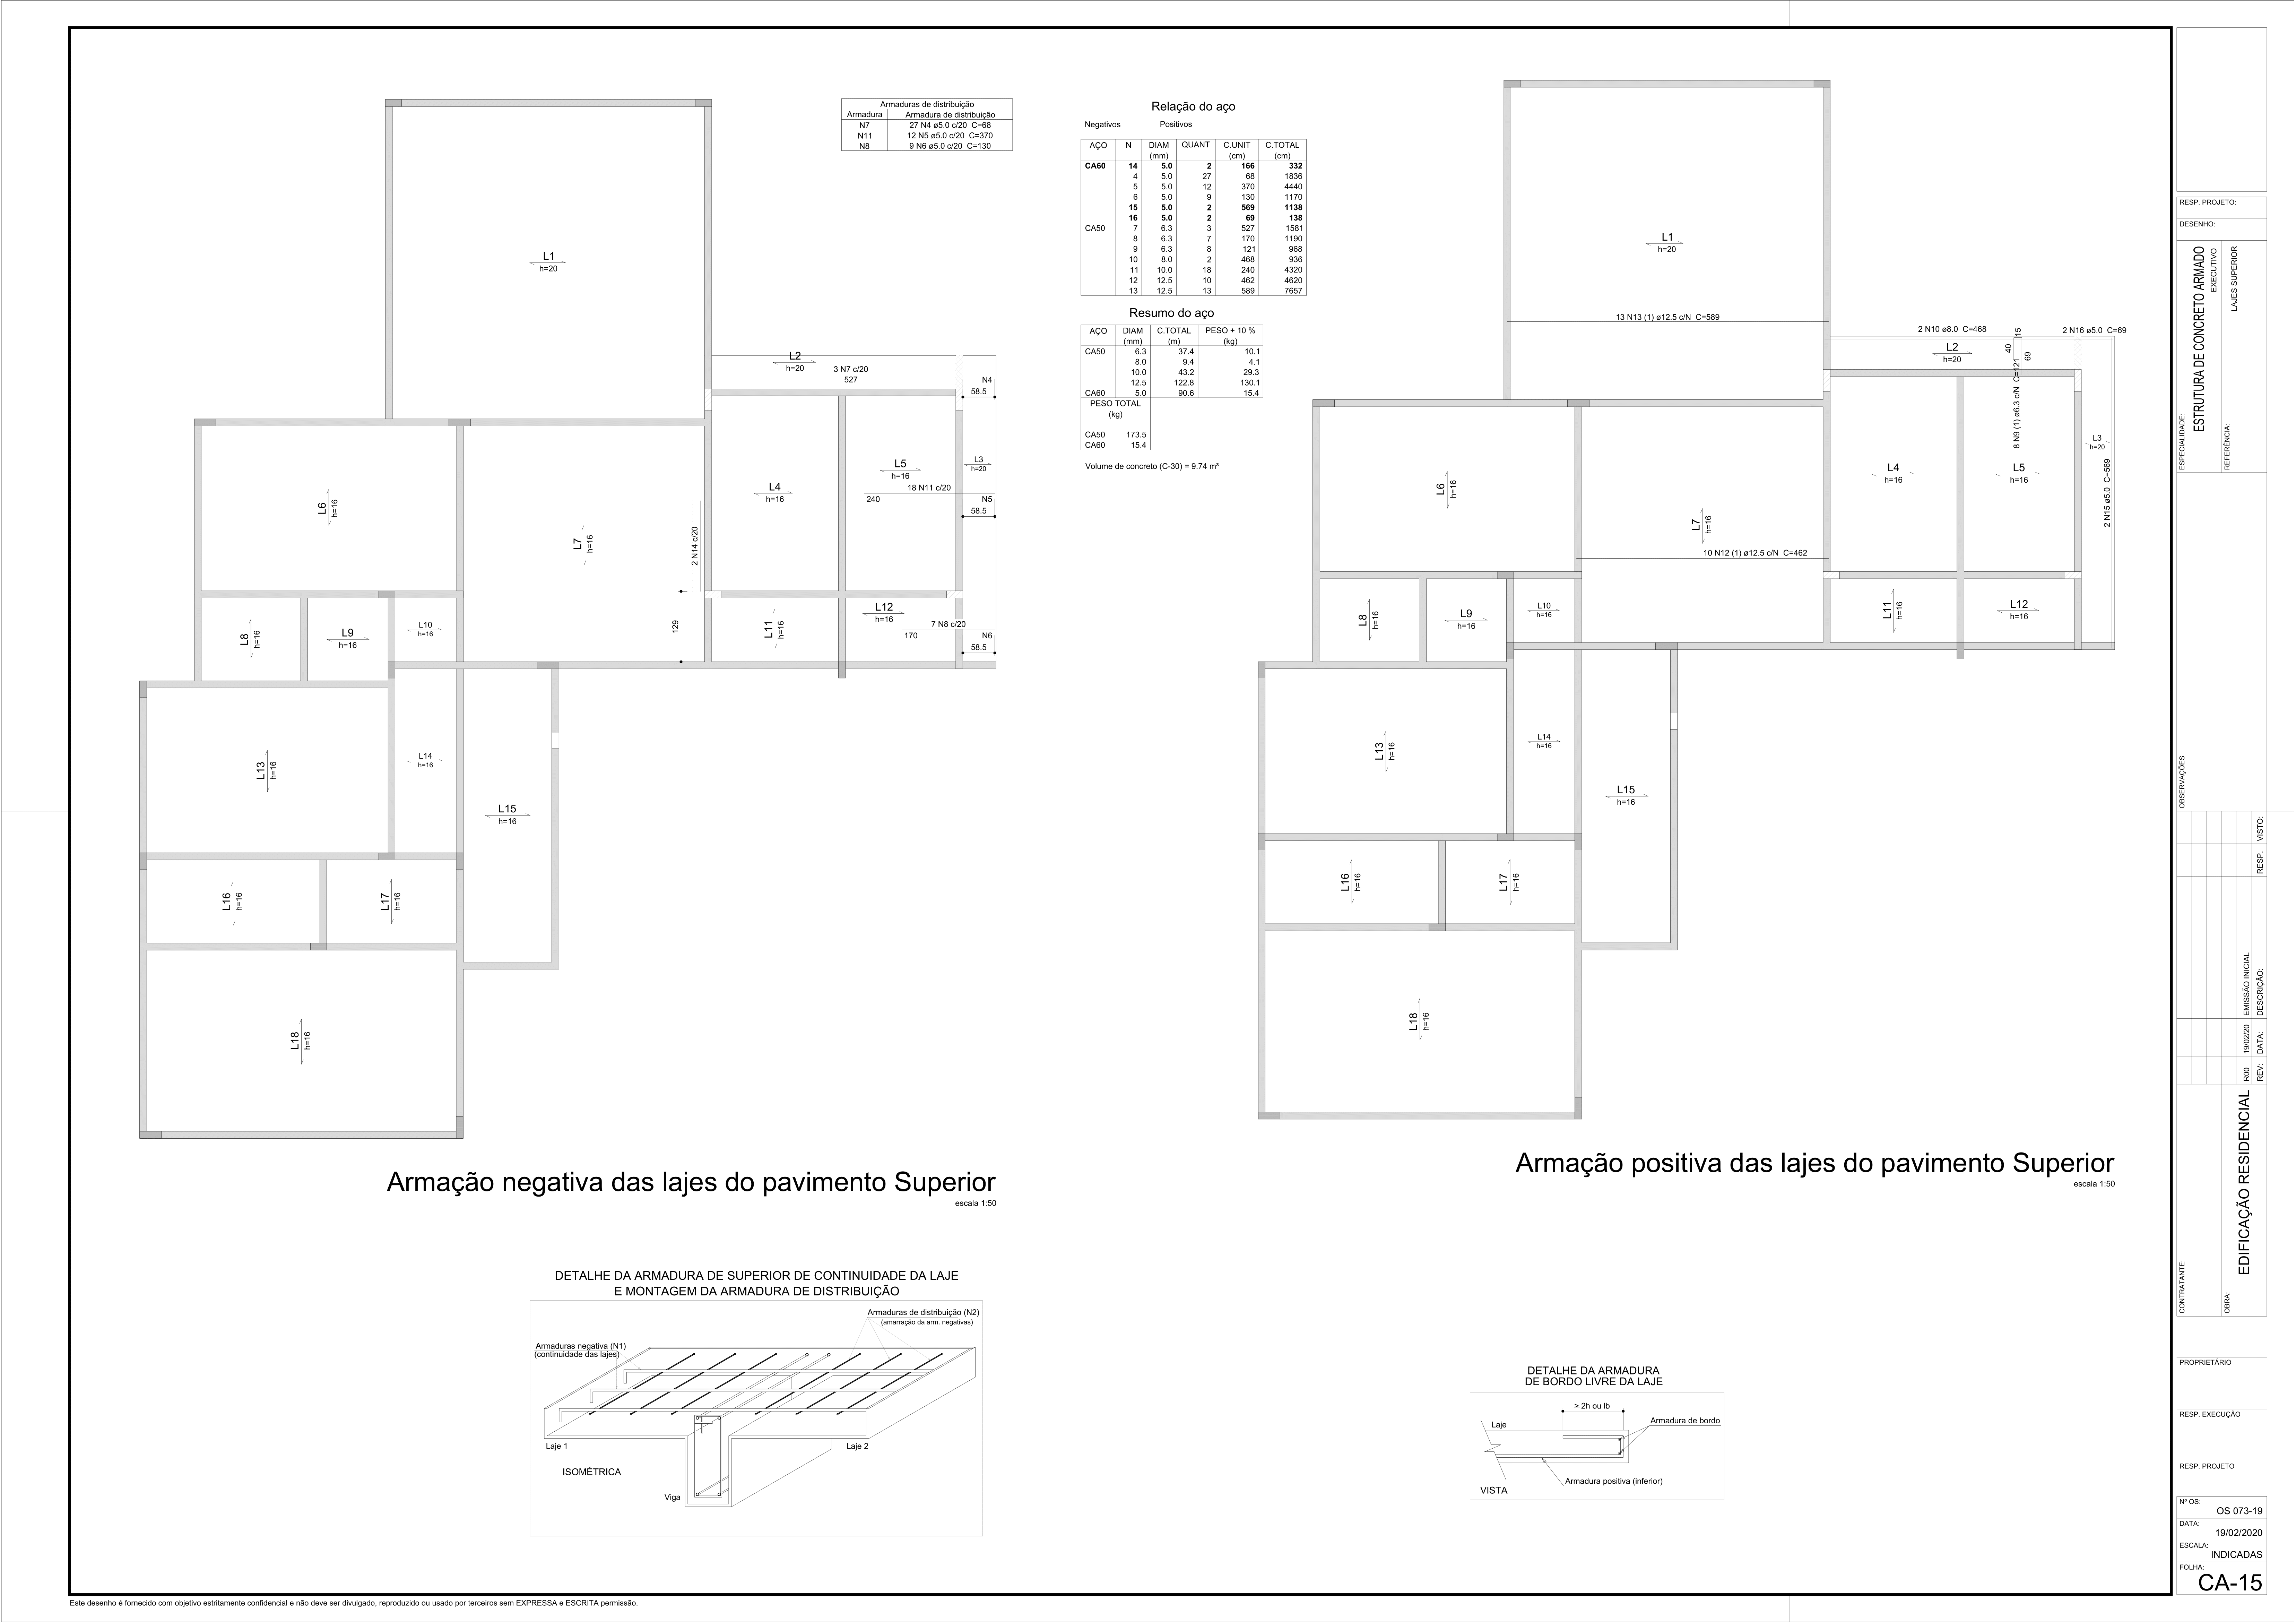 Armaduras de distribuição
Armadura Armadura de distribuição
N7 27 N4 ø5.0 c/20 C=68
N11 12 N5 ø5.0 c/20 C=370
N8 9 N6 ø5.0 c/20 C=130
L1
h=20
L2
h=20
3 N7 c/20
527
N4
58.5
L3
h=20
L5
h=16
18 N11 c/20
240
N5
58.5
L4
h=16
L6
h=16
L7
h=16
2 N14 c/20
129
L11
h=16
L12
h=16
7 N8 c/20
170
N6
58.5
L8
h=16
L9
h=16
L10
h=16
L13
h=16
L14
h=16
L15
h=16
L16
h=16
L17
h=16
L18
h=16
Armação negativa das lajes do pavimento Superior
escala 1:50
Relação do aço
Negativos Positivos
AÇO N DIAM QUANT C.UNIT C.TOTAL
(mm) (cm) (cm)
CA60 14 5.0 2 166 332
4 5.0 27 68 1836
5 5.0 12 370 4440
6 5.0 9 130 1170
15 5.0 2 569 1138
16 5.0 2 69 138
CA50 7 6.3 3 527 1581
8 6.3 7 170 1190
9 6.3 8 121 968
10 8.0 2 468 936
11 10.0 18 240 4320
12 12.5 10 462 4620
13 12.5 13 589 7657
Resumo do aço
AÇO DIAM C.TOTAL PESO + 10 %
(mm) (m) (kg)
CA50 6.3 37.4 10.1
8.0 9.4 4.1
10.0 43.2 29.3
12.5 122.8 130.1
CA60 5.0 90.6 15.4
PESO TOTAL
(kg)
CA50 173.5
CA60 15.4
Volume de concreto (C-30) = 9.74 m³
L1
h=20
13 N13 (1) ø12.5 c/N C=589
2 N10 ø8.0 C=468
15
2 N16 ø5.0 C=69
L2
h=20
40
69
8 N9 (1) ø6.3 c/N C=121
L3
h=20
2 N15 ø5.0 C=569
L4
h=16
L5
h=16
L6
h=16
L7
h=16
10 N12 (1) ø12.5 c/N C=462
L8
h=16
L9
h=16
L10
h=16
L11
h=16
L12
h=16
L13
h=16
L14
h=16
L15
h=16
L16
h=16
L17
h=16
L18
h=16
Armação positiva das lajes do pavimento Superior
escala 1:50
DETALHE DA ARMADURA DE SUPERIOR DE CONTINUIDADE DA LAJE
E MONTAGEM DA ARMADURA DE DISTRIBUIÇÃO
Armaduras de distribuição (N2)
(amarração da arm. negativas)
Armaduras negativa (N1)
(continuidade das lajes)
Laje 1
Laje 2
ISOMÉTRICA
Viga
DETALHE DA ARMADURA
DE BORDO LIVRE DA LAJE
≥ 2h ou lb
Laje
Armadura de bordo
Armadura positiva (inferior)
VISTA
RESP. PROJETO:
DESENHO:
ESPECIALIDADE:
ESTRUTURA DE CONCRETO ARMADO
EXECUTIVO
REFERÊNCIA:
LAJES SUPERIOR
OBSERVAÇÕES
R00 19/02/20 EMISSÃO INICIAL
REV: DATA: DESCRIÇÃO: RESP. VISTO:
CONTRATANTE:
OBRA:
EDIFICAÇÃO RESIDENCIAL
PROPRIETÁRIO
RESP. EXECUÇÃO
RESP. PROJETO
Nº OS:
OS 073-19
DATA:
19/02/2020
ESCALA:
INDICADAS
FOLHA:
CA-15
Este desenho é fornecido com objetivo estritamente confidencial e não deve ser divulgado, reproduzido ou usado por terceiros sem EXPRESSA e ESCRITA permissão.